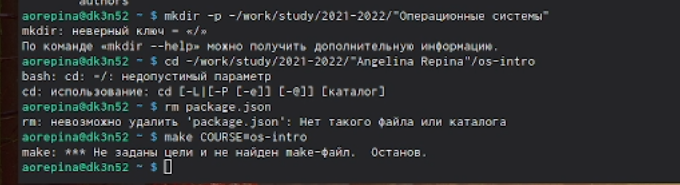 authors
aorepina@dk3n52 ~ $ mkdir -p -/work/study/2021-2022/"Операционные системы"
mkdir: неверный ключ — «/»
По команде «mkdir --help» можно получить дополнительную информацию.
aorepina@dk3n52 ~ $ cd -/work/study/2021-2022/"Angelina Repina"/os-intro
bash: cd: -/: недопустимый параметр
cd: использование: cd [-L|[-P [-e]] [-@]] [каталог]
aorepina@dk3n52 ~ $ rm package.json
rm: невозможно удалить 'package.json': Нет такого файла или каталога
aorepina@dk3n52 ~ $ make COURSE=os-intro
make: *** Не заданы цели и не найден make-файл.  Останов.
aorepina@dk3n52 ~ $